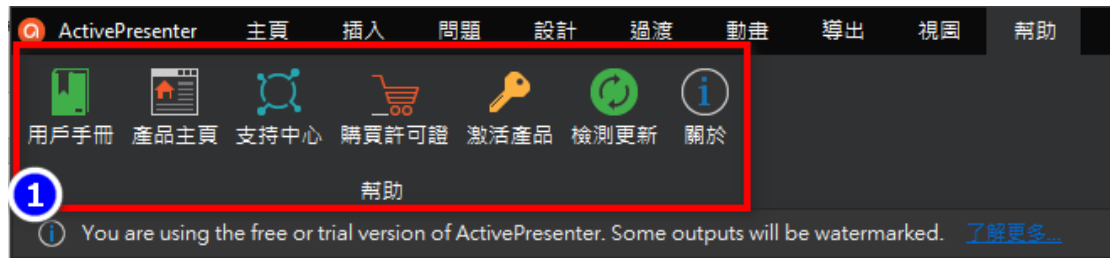 ActivePresenter 主頁 插入 問題 設計 過渡 動畫 導出 視圖 幫助
用戶手冊 產品主頁 支持中心 購買許可證 激活產品 檢測更新 關於
幫助
1
You are using the free or trial version of ActivePresenter. Some outputs will be watermarked. 了解更多...